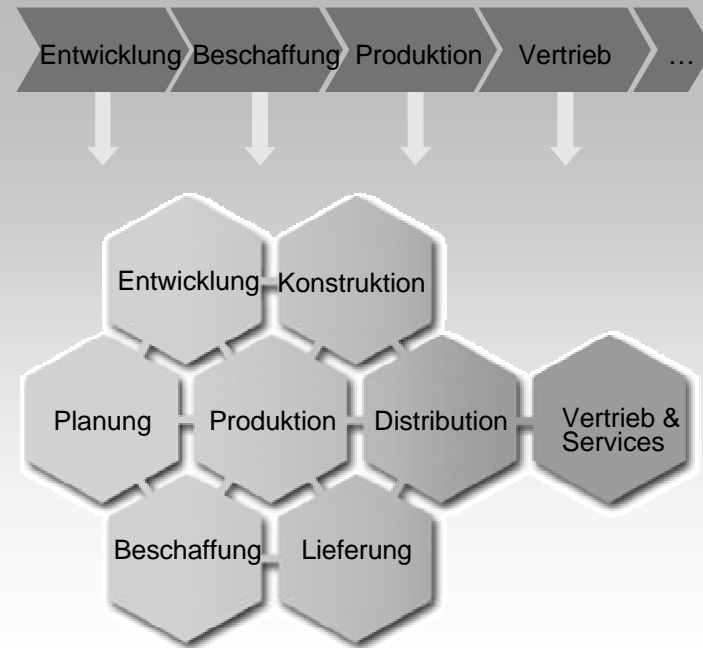 Entwicklung Beschaffung Produktion Vertrieb …
Entwicklung Konstruktion
Planung Produktion Distribution Vertrieb &
Services
Beschaffung Lieferung